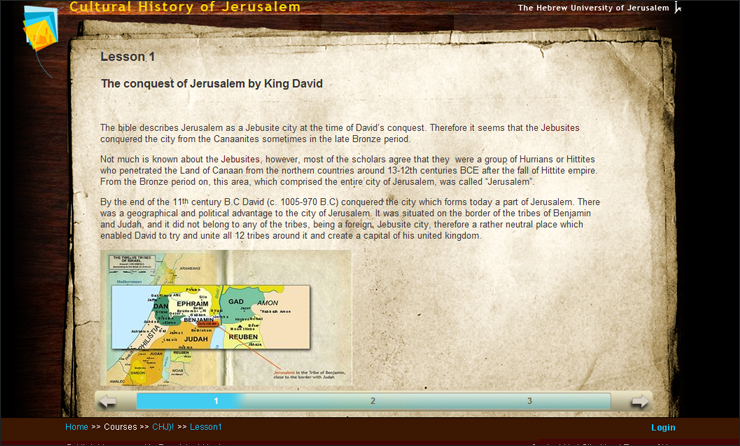 Cultural History of Jerusalem
The Hebrew University of Jerusalem
Lesson 1
The conquest of Jerusalem by King David
The bible describes Jerusalem as a Jebusite city at the time of David's conquest. Therefore it seems that the Jebusites
conquered the city from the Canaanites sometimes in the late Bronze period.
Not much is known about the Jebusites, however, most of the scholars agree that they were a group of Hurrians or Hittites
who penetrated the Land of Canaan from the northern countries around 13-12th centuries BCE after the fall of Hittite empire.
From the Bronze period on, this area, which comprised the entire city of Jerusalem, was called "Jerusalem".
By the end of the 11th century B.C David (c. 1005-970 B.C) conquered the city which forms today a part of Jerusalem. There
was a geographical and political advantage to the city of Jerusalem. It was situated on the border of the tribes of Benjamin
and Judah, and it did not belong to any of the tribes, being a foreign, Jebusite city, therefore a rather neutral place which
enabled David to try and unite all 12 tribes around it and create a capital of his united kingdom.
THE TWELVE TRIBES
OF ISRAEL
Mediterranean
DAN
EPHRAIM
GAD
AMON
BENJAMIN
PHILISTIA
JUDAH
REUBEN
JUDAH
REUBEN
SIMEON
MOAB
Jerusalem in the Tribe of Benjamin,
close to the border with Judah.
1
2
3
Home >> Courses >> CHJ)! >> Lesson1
Login